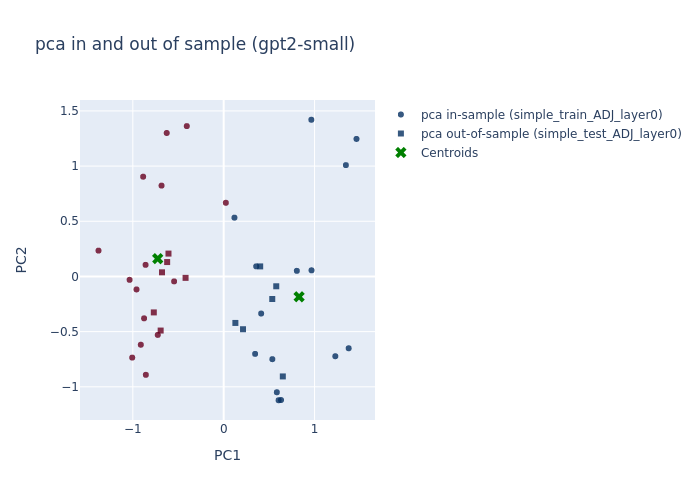 pca in and out of sample (gpt2-small)
pca in-sample (simple_train_ADJ_layer0)
pca out-of-sample (simple_test_ADJ_layer0)
Centroids
1.5
1
0.5
0
−0.5
−1
PC2
−1
0
1
PC1